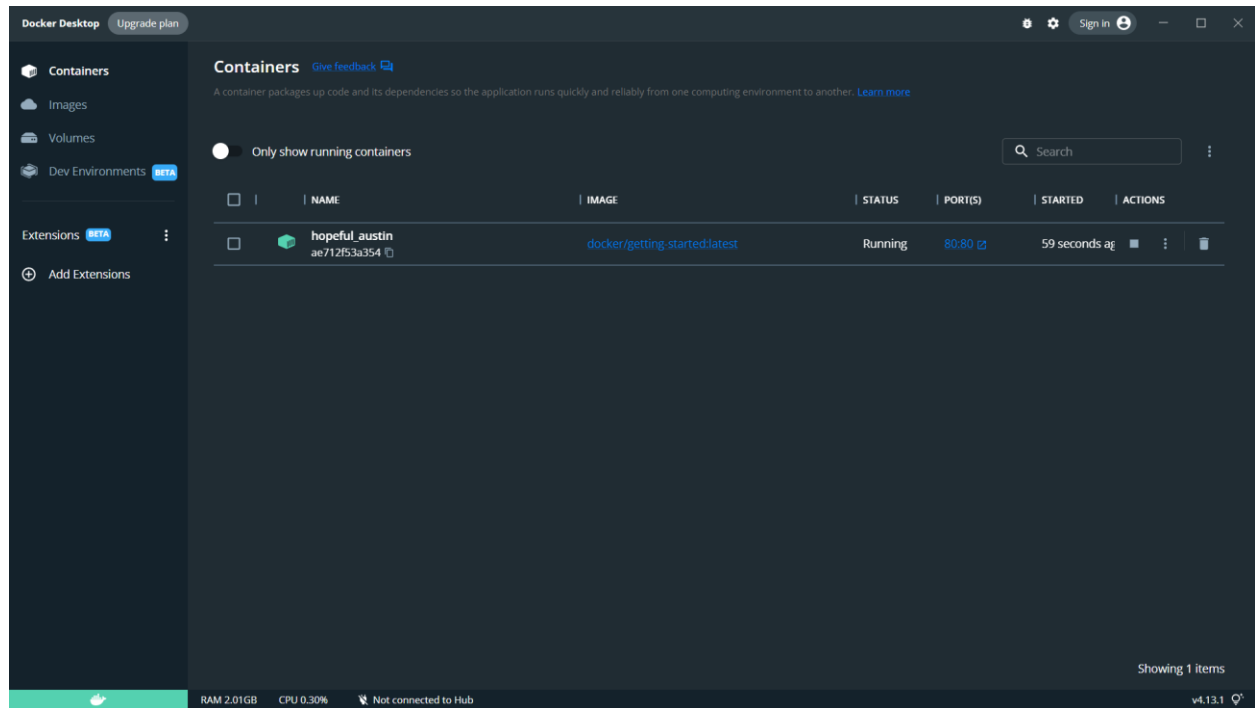 Docker Desktop Upgrade plan Sign in
Containers
Images
Volumes
Dev Environments BETA
Extensions BETA
Add Extensions
Containers Give feedback
A container packages up code and its dependencies so the application runs quickly and reliably from one computing environment to another. Learn more
Only show running containers Search
NAME IMAGE STATUS PORT(S) STARTED ACTIONS
hopeful_austin docker/getting-started:latest Running 80:80 59 seconds ag
ae712f53a354
Showing 1 items
RAM 2.01GB CPU 0.30% Not connected to Hub v4.13.1